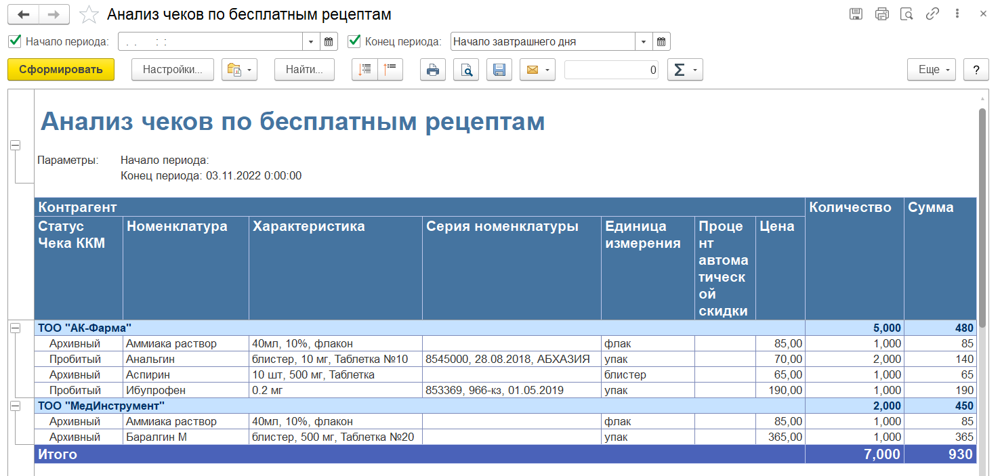 Анализ чеков по бесплатным рецептам
Начало периода: . . : : Конец периода: Начало завтрашнего дня
Сформировать Настройки... Найти... 0 Σ Еще ?
Анализ чеков по бесплатным рецептам
Параметры: Начало периода:
Конец периода: 03.11.2022 0:00:00
Контрагент Количество Сумма
Статус Номенклатура Характеристика Серия номенклатуры Единица Проце Цена
Чека ККМ измерения нт
автома
тическ
ой
скидки
ТОО "АК-Фарма" 5,000 480
Архивный Аммиака раствор 40мл, 10%, флакон флак 85,00 1,000 85
Пробитый Анальгин блистер, 10 мг, Таблетка №10 8545000, 28.08.2018, АБХАЗИЯ упак 70,00 2,000 140
Архивный Аспирин 10 шт, 500 мг, Таблетка блистер 65,00 1,000 65
Пробитый Ибупрофен 0.2 мг 853369, 966-кз, 01.05.2019 упак 190,00 1,000 190
ТОО "МедИнструмент" 2,000 450
Архивный Аммиака раствор 40мл, 10%, флакон флак 85,00 1,000 85
Архивный Баралгин М блистер, 500 мг, Таблетка №20 упак 365,00 1,000 365
Итого 7,000 930